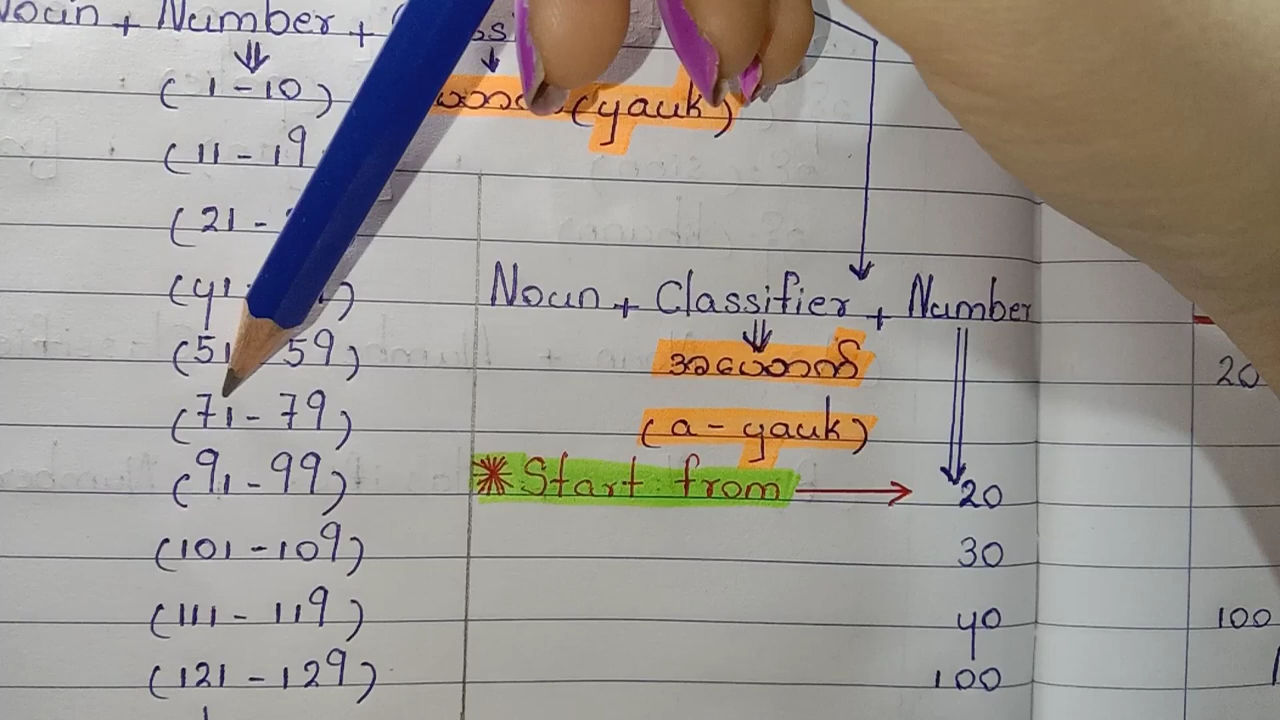 Noun + Number +
(1-10)
(yauk)
(11-19
(21-
(41
(51 59)
(71-79)
(91-99)
(101-109)
(111-119)
(121-129)
Noun + Classifier + Number
အယောက်
(a-yauk)
*Start from → 20
30
40
100
20
100